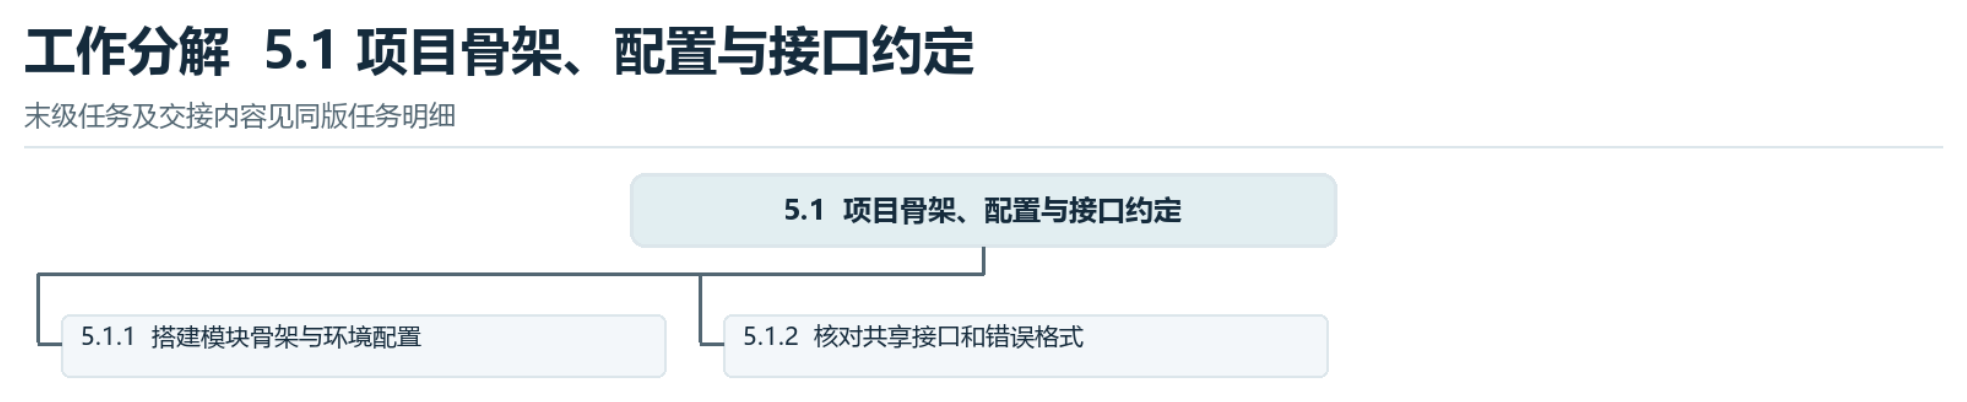 工作分解 5.1 项目骨架、配置与接口约定
末级任务及交接内容见同版任务明细
5.1 项目骨架、配置与接口约定
5.1.1 搭建模块骨架与环境配置
5.1.2 核对共享接口和错误格式